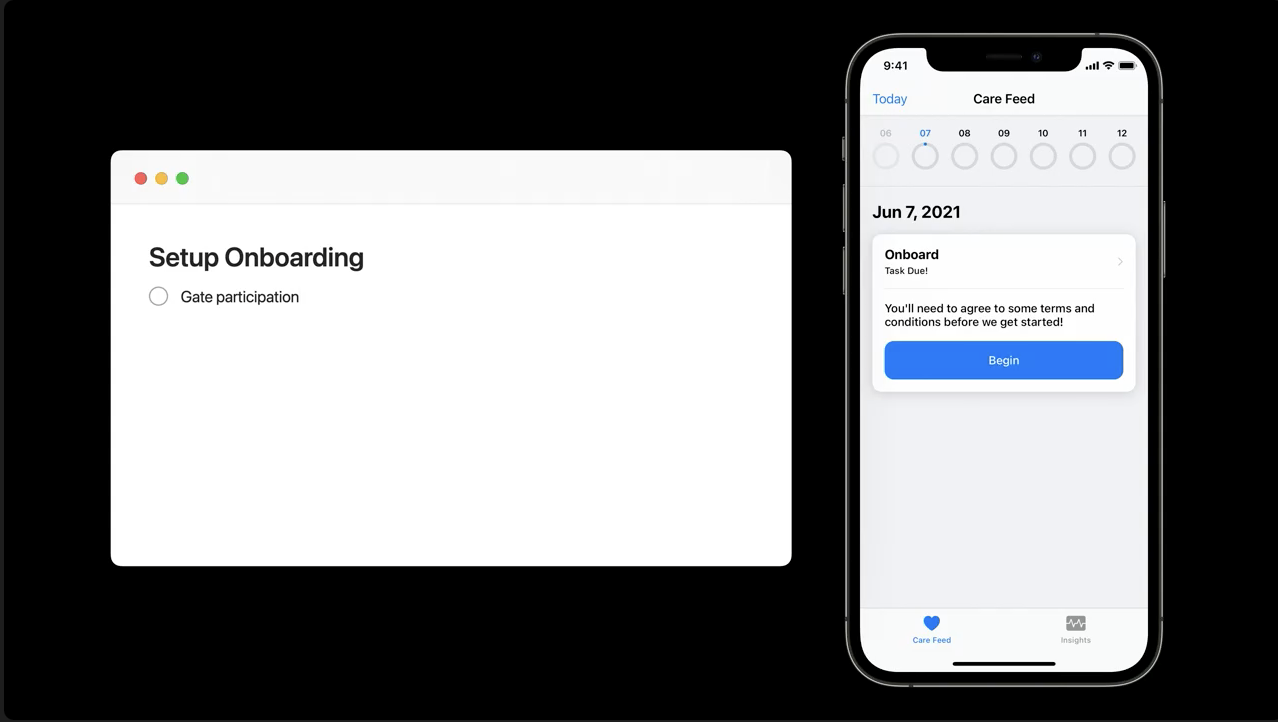 Setup Onboarding
Gate participation
9:41
Today
Care Feed
06 07 08 09 10 11 12
Jun 7, 2021
Onboard
Task Due!
You'll need to agree to some terms and
conditions before we get started!
Begin
Care Feed
Insights